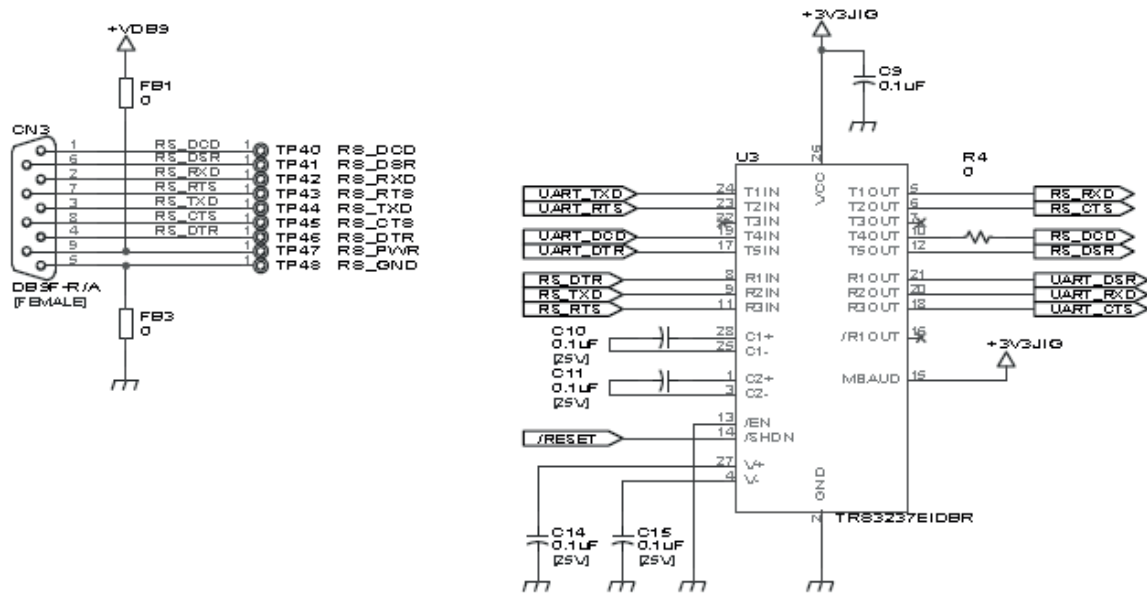 +VDB9
FB1
0
CN3
1 RS_DCD 1 TP40 RS_DCD
6 RS_DSR 1 TP41 RS_DSR
2 RS_RXD 1 TP42 RS_RXD
7 RS_RTS 1 TP43 RS_RTS
3 RS_TXD 1 TP44 RS_TXD
8 RS_CTS 1 TP45 RS_CTS
4 RS_DTR 1 TP46 RS_DTR
9 1 TP47 RS_PWR
5 1 TP48 RS_GND
DB9F-R/A
[FEMALE]
FB3
0
+3V3JIG
C9
0.1uF
U3
26
VCC
R4
0
UART_TXD 24 T1IN T1OUT 5 RS_RXD
UART_RTS 23 T2IN T2OUT 6 RS_CTS
22 T3IN T3OUT 7
UART_DCD 19 T4IN T4OUT 10 RS_DCD
UART_DTR 17 T5IN T5OUT 12 RS_DSR
RS_DTR 8 R1IN R1OUT 21 UART_DSR
RS_TXD 9 R2IN R2OUT 20 UART_RXD
RS_RTS 11 R3IN R3OUT 18 UART_CTS
C10
0.1uF
[25V]
28 C1+ /R1OUT 16
25 C1-
+3V3JIG
C11
0.1uF
[25V]
1 C2+ MBAUD 15
3 C2-
13 /EN
/RESET 14 /SHDN
27 V+
4 V-
GND
2
TRS3237EIDBR
C14
0.1uF
[25V]
C15
0.1uF
[25V]